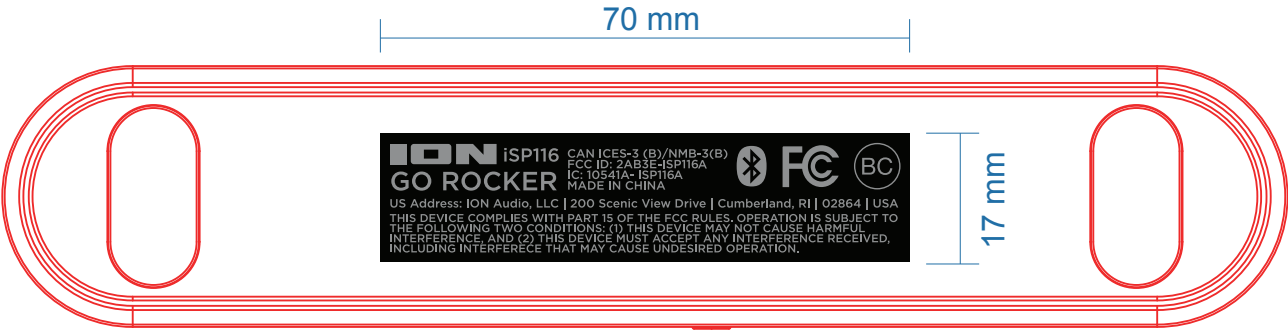 70 mm
ION iSP116
GO ROCKER
CAN ICES-3 (B)/NMB-3(B)
FCC ID: 2AB3E-ISP116A
IC: 10541A- ISP116A
MADE IN CHINA
FC
BC
US Address: ION Audio, LLC | 200 Scenic View Drive | Cumberland, RI | 02864 | USA
THIS DEVICE COMPLIES WITH PART 15 OF THE FCC RULES. OPERATION IS SUBJECT TO
THE FOLLOWING TWO CONDITIONS: (1) THIS DEVICE MAY NOT CAUSE HARMFUL
INTERFERENCE, AND (2) THIS DEVICE MUST ACCEPT ANY INTERFERENCE RECEIVED,
INCLUDING INTERFERECE THAT MAY CAUSE UNDESIRED OPERATION.
17 mm